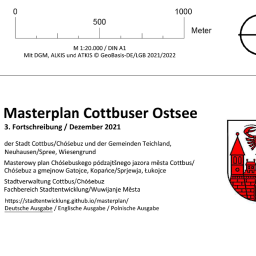 0 1000
500
Meter
M 1:20.000 / DIN A1
Mit DGM, ALKIS und ATKIS © GeoBasis-DE/LGB 2021/2022
Masterplan Cottbuser Ostsee
3. Fortschreibung / Dezember 2021
der Stadt Cottbus/Chóśebuz und der Gemeinden Teichland,
Neuhausen/Spree, Wiesengrund
Masterowy plan Chóśebuskego pódzajtšnego jazora města Cottbus/
Chóśebuz a gmejnow Gatojce, Kopańce/Sprjewja, Łukojce
Stadtverwaltung Cottbus/Chóśebuz
Fachbereich Stadtentwicklung/Wuwijanje Města
https://stadtentwicklung.github.io/masterplan/
Deutsche Ausgabe / Englische Ausgabe / Polnische Ausgabe